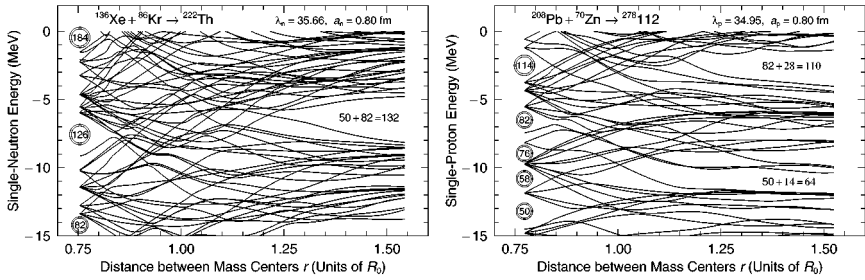 ¹³⁶Xe + ⁸⁶Kr → ²²²Th
λₙ = 35.66, aₙ = 0.80 fm
Single-Neutron Energy (MeV)
0
−5
−10
−15
184
126
82
50 + 82 = 132
0.75 1.00 1.25 1.50
Distance between Mass Centers r (Units of R₀)
²⁰⁸Pb + ⁷⁰Zn → ²⁷⁸112
λₚ = 34.95, aₚ = 0.80 fm
Single-Proton Energy (MeV)
0
−5
−10
−15
114
82
76
58
50
82 + 28 = 110
50 + 14 = 64
0.75 1.00 1.25 1.50
Distance between Mass Centers r (Units of R₀)